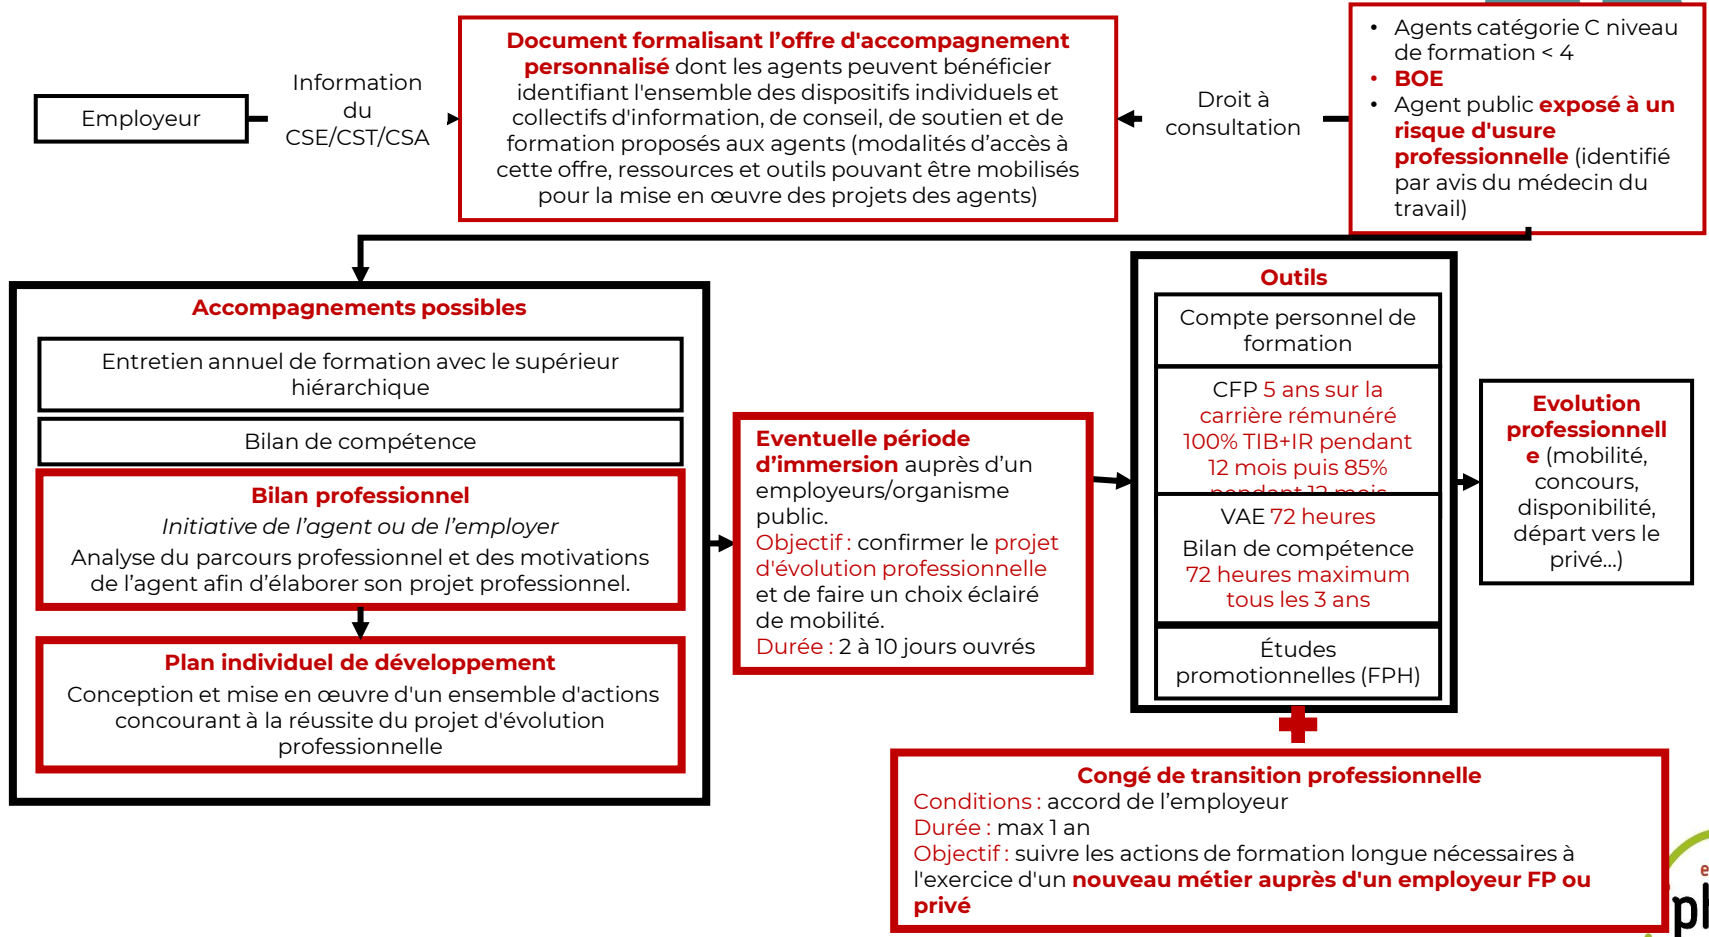 Employeur
Information
du
CSE/CST/CSA
Document formalisant l’offre d'accompagnement
personnalisé dont les agents peuvent bénéficier
identifiant l'ensemble des dispositifs individuels et
collectifs d'information, de conseil, de soutien et de
formation proposés aux agents (modalités d’accès à
cette offre, ressources et outils pouvant être mobilisés
pour la mise en œuvre des projets des agents)
Droit à
consultation
• Agents catégorie C niveau
de formation < 4
• BOE
• Agent public exposé à un
risque d'usure
professionnelle (identifié
par avis du médecin du
travail)
Accompagnements possibles
Entretien annuel de formation avec le supérieur
hiérarchique
Bilan de compétence
Bilan professionnel
Initiative de l’agent ou de l’employer
Analyse du parcours professionnel et des motivations
de l’agent afin d’élaborer son projet professionnel.
Plan individuel de développement
Conception et mise en œuvre d'un ensemble d'actions
concourant à la réussite du projet d'évolution
professionnelle
Eventuelle période
d’immersion auprès d’un
employeurs/organisme
public.
Objectif : confirmer le projet
d'évolution professionnelle
et de faire un choix éclairé
de mobilité.
Durée : 2 à 10 jours ouvrés
Outils
Compte personnel de
formation
CFP 5 ans sur la
carrière rémunéré
100% TIB+IR pendant
12 mois puis 85%
pendant 12 mois
VAE 72 heures
Bilan de compétence
72 heures maximum
tous les 3 ans
Études
promotionnelles (FPH)
Evolution
professionnell
e (mobilité,
concours,
disponibilité,
départ vers le
privé…)
Congé de transition professionnelle
Conditions : accord de l’employeur
Durée : max 1 an
Objectif : suivre les actions de formation longue nécessaires à
l'exercice d'un nouveau métier auprès d'un employeur FP ou
privé